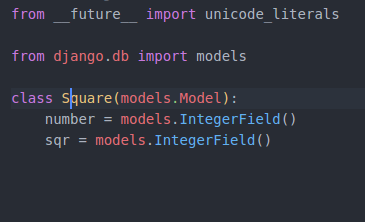 from __future__ import unicode_literals
from django.db import models
class Square(models.Model):
number = models.IntegerField()
sqr = models.IntegerField()